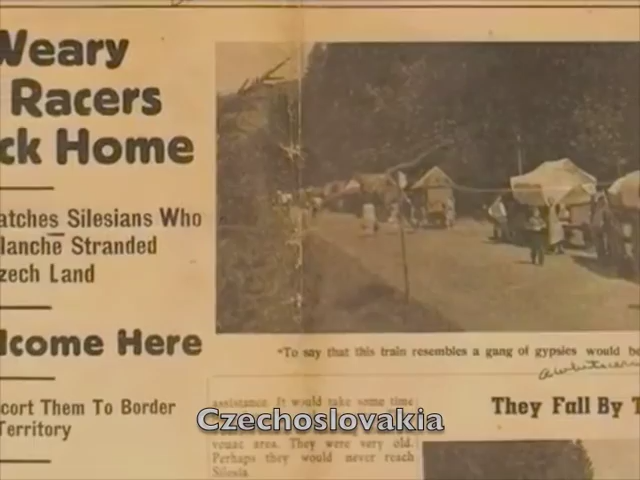 Weary
Racers
ck Home
atches Silesians Who
lanche Stranded
zech Land
lcome Here
cort Them To Border
Territory
"To say that this train resembles a gang of gypsies would be
They Fall By T
assistance. It would take some time
Czechoslovakia
area. They were very old.
Perhaps they would never reach
Silesia.